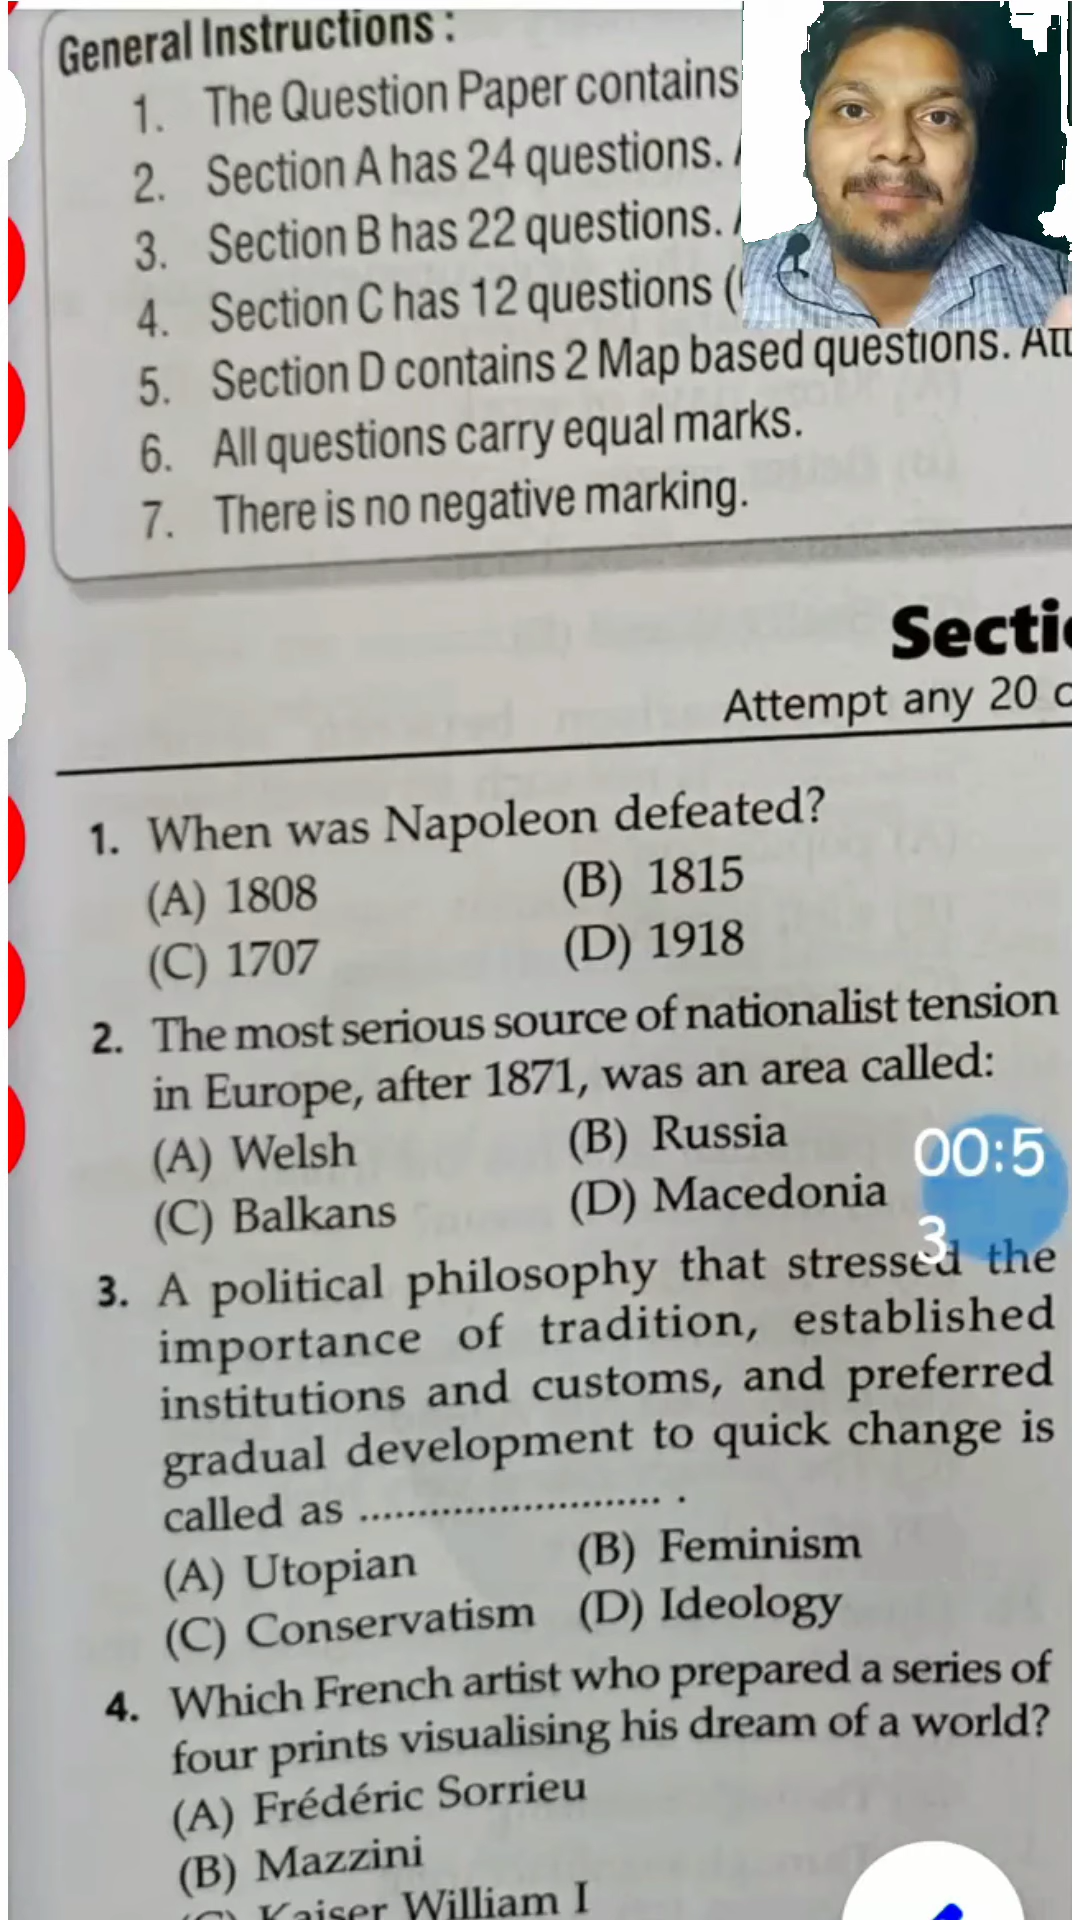 General Instructions :
1. The Question Paper contains
2. Section A has 24 questions.
3. Section B has 22 questions.
4. Section C has 12 questions (
5. Section D contains 2 Map based questions. Att
6. All questions carry equal marks.
7. There is no negative marking.
Secti
Attempt any 20 o
1. When was Napoleon defeated?
(A) 1808 (B) 1815
(C) 1707 (D) 1918
2. The most serious source of nationalist tension
in Europe, after 1871, was an area called:
(A) Welsh (B) Russia
(C) Balkans (D) Macedonia
00:5
3
3. A political philosophy that stressed the
importance of tradition, established
institutions and customs, and preferred
gradual development to quick change is
called as ........................... .
(A) Utopian (B) Feminism
(C) Conservatism (D) Ideology
4. Which French artist who prepared a series of
four prints visualising his dream of a world?
(A) Frédéric Sorrieu
(B) Mazzini
(C) Kaiser William I